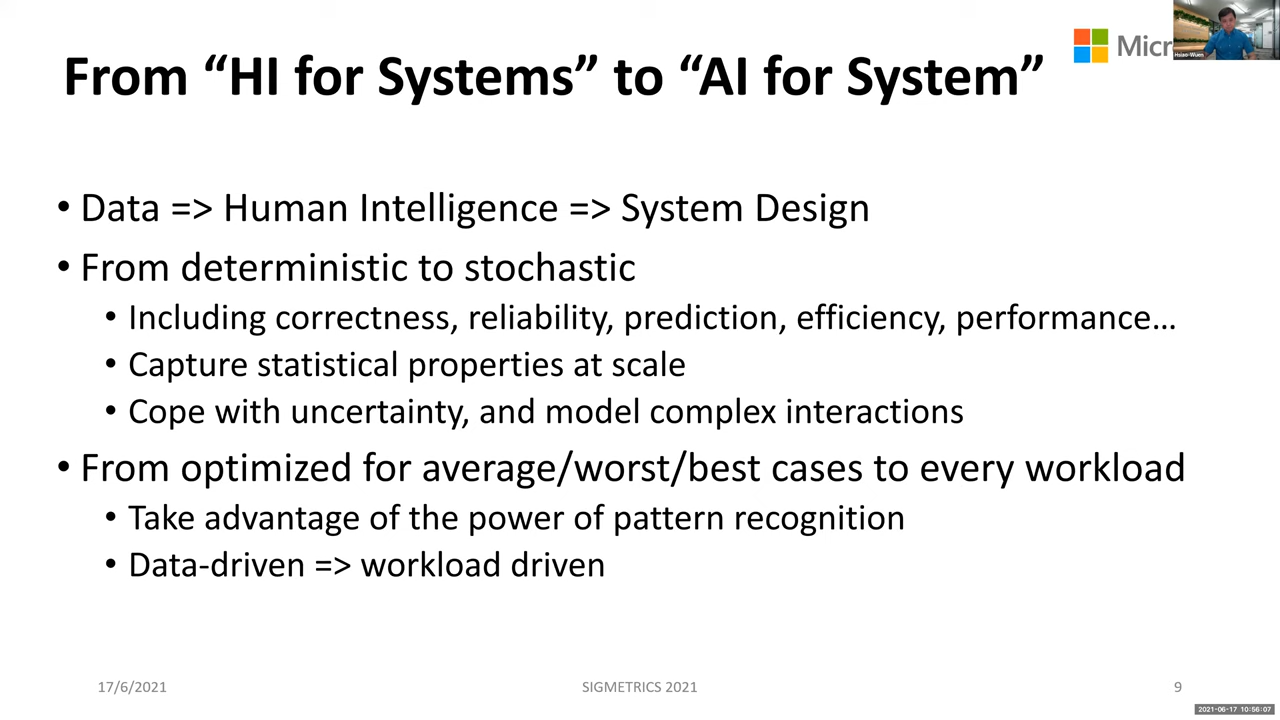 From “HI for Systems” to “AI for System”
Micr
Hsiao-Wuen
• Data => Human Intelligence => System Design
• From deterministic to stochastic
• Including correctness, reliability, prediction, efficiency, performance…
• Capture statistical properties at scale
• Cope with uncertainty, and model complex interactions
• From optimized for average/worst/best cases to every workload
• Take advantage of the power of pattern recognition
• Data-driven => workload driven
17/6/2021
SIGMETRICS 2021
9
2021-06-17 10:56:07